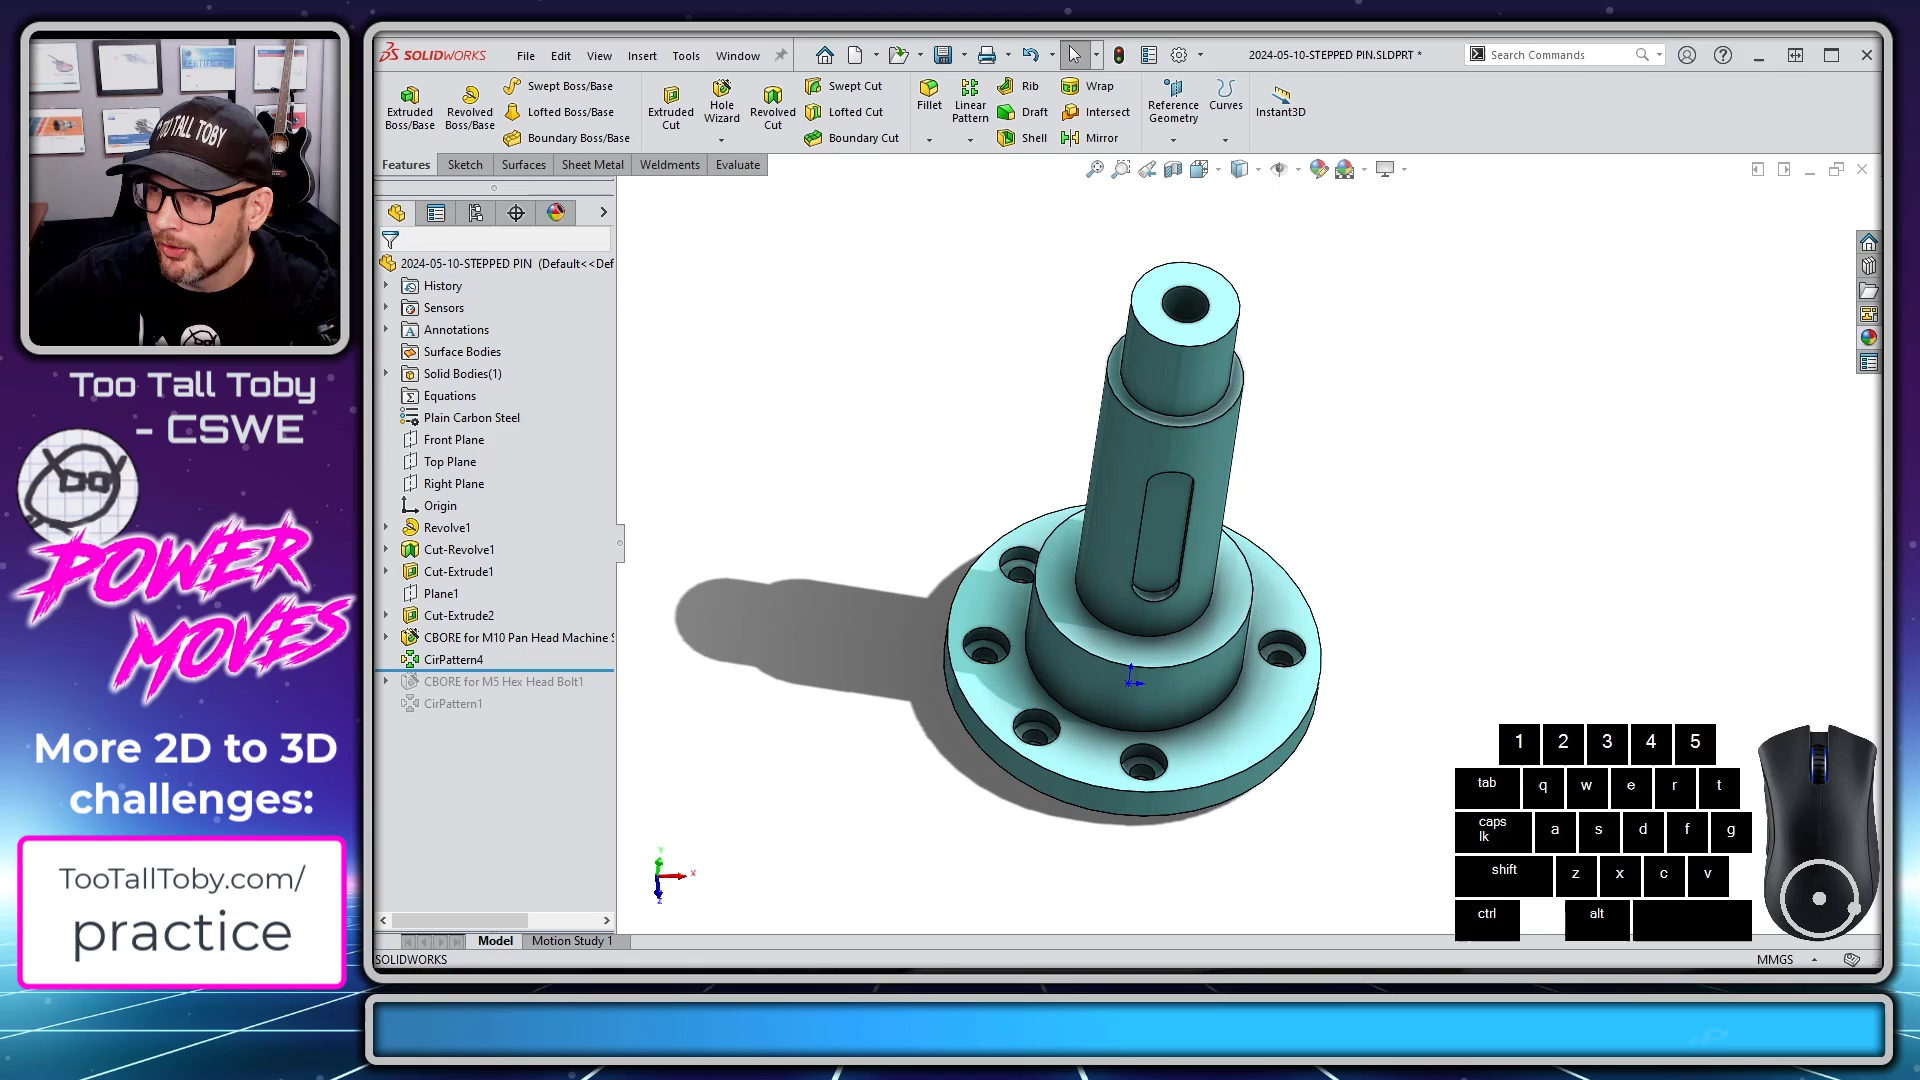 TOO TALL TOBY
CERTIFICATE
Too Tall Toby
- CSWE
POWER
MOVES
More 2D to 3D
challenges:
TooTallToby.com/
practice
SOLIDWORKS
File Edit View Insert Tools Window
2024-05-10-STEPPED PIN.SLDPRT *
Search Commands
Extruded Boss/Base
Revolved Boss/Base
Swept Boss/Base
Lofted Boss/Base
Boundary Boss/Base
Extruded Cut
Hole Wizard
Revolved Cut
Swept Cut
Lofted Cut
Boundary Cut
Fillet
Linear Pattern
Rib
Draft
Shell
Wrap
Intersect
Mirror
Reference Geometry
Curves
Instant3D
Features Sketch Surfaces Sheet Metal Weldments Evaluate
2024-05-10-STEPPED PIN (Default<<Def
History
Sensors
Annotations
Surface Bodies
Solid Bodies(1)
Equations
Plain Carbon Steel
Front Plane
Top Plane
Right Plane
Origin
Revolve1
Cut-Revolve1
Cut-Extrude1
Plane1
Cut-Extrude2
CBORE for M10 Pan Head Machine S
CirPattern4
CBORE for M5 Hex Head Bolt1
CirPattern1
Y
X
Z
1 2 3 4 5
tab q w e r t
caps lk a s d f g
shift z x c v
ctrl alt
Model Motion Study 1
SOLIDWORKS
MMGS